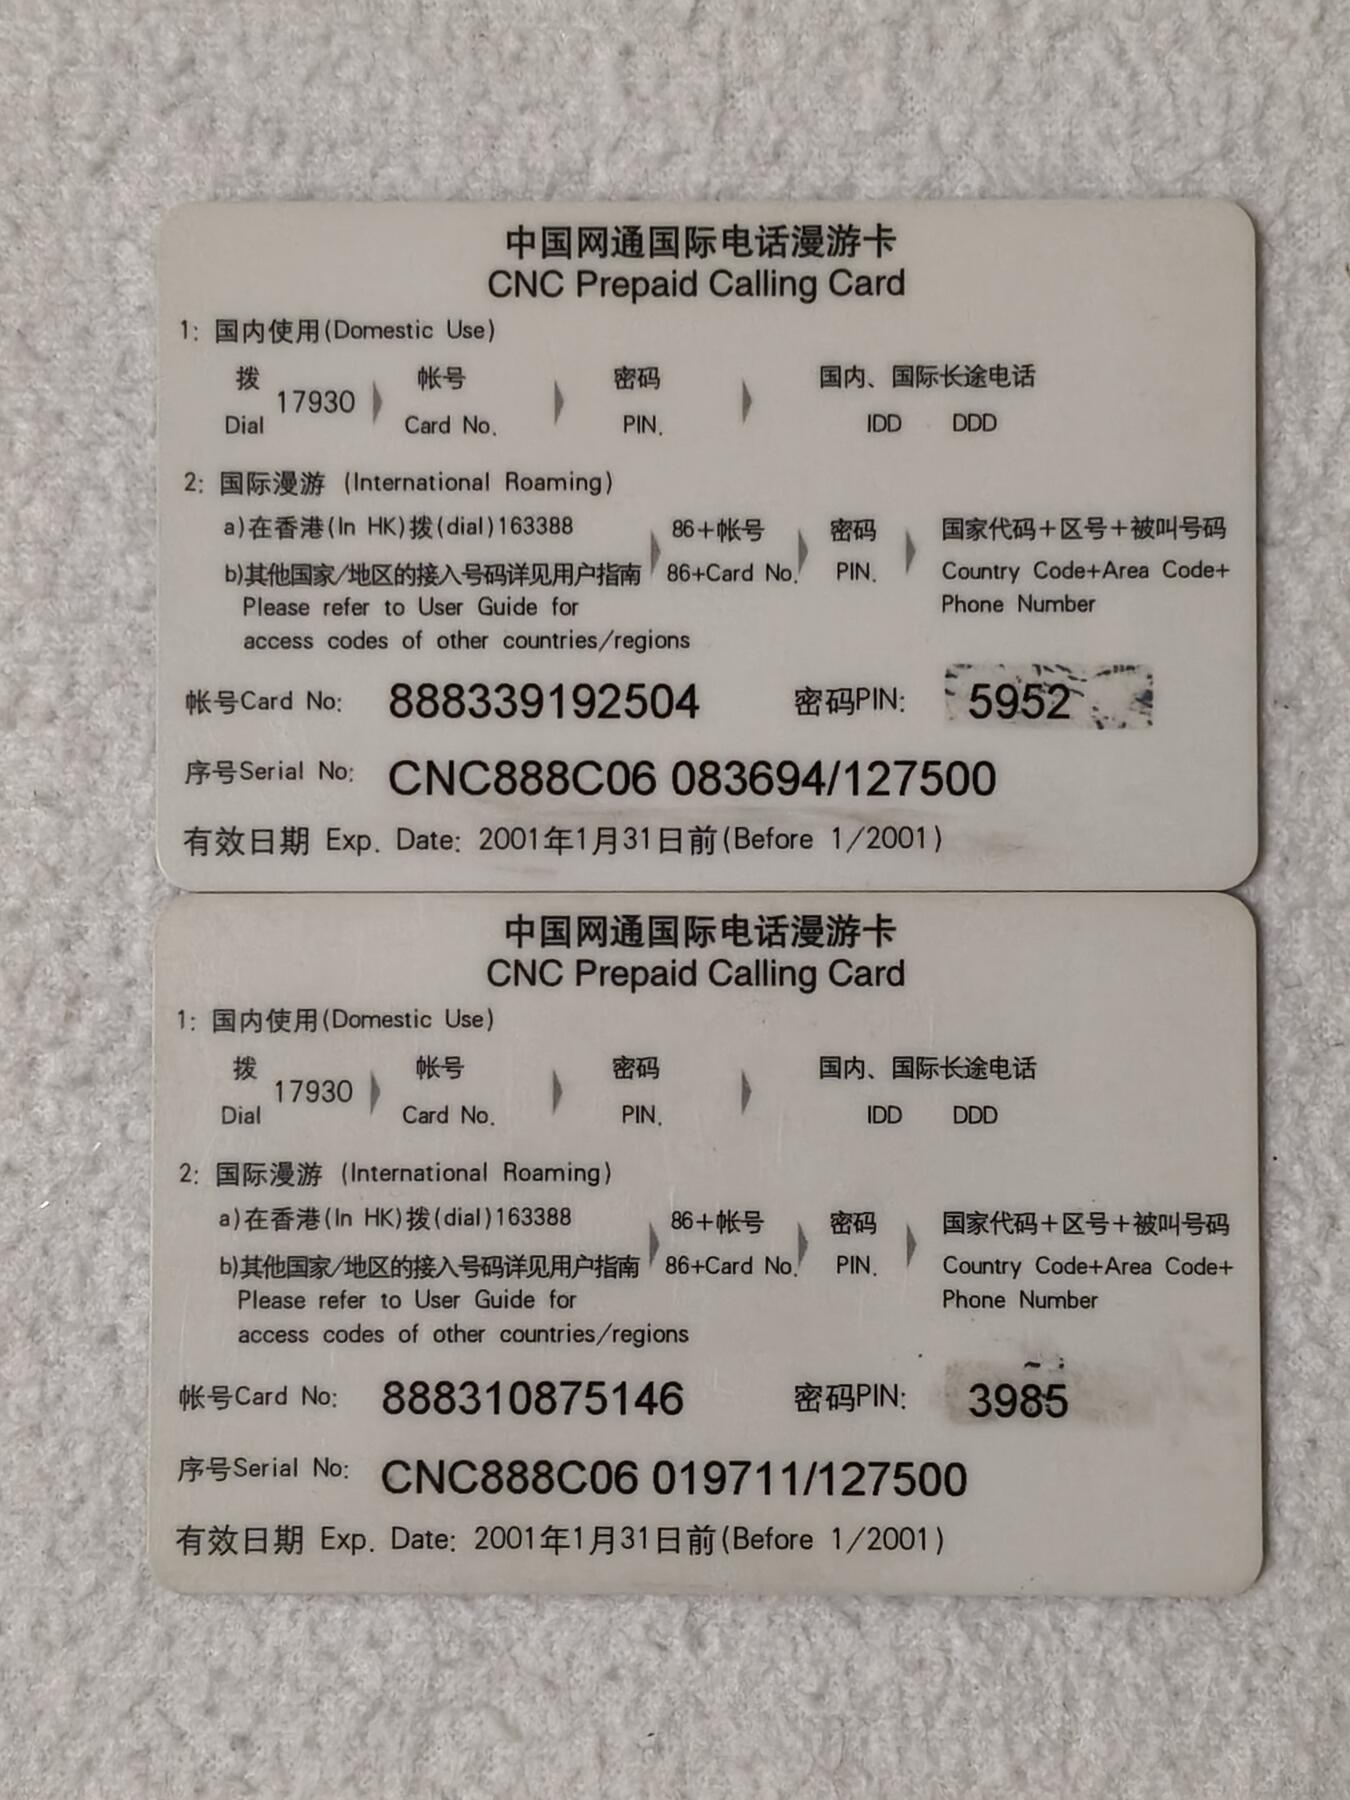 中国网通国际电话漫游卡
CNC Prepaid Calling Card
1: 国内使用(Domestic Use)
拨 17930 帐号 密码 国内、国际长途电话
Dial Card No. PIN. IDD DDD
2: 国际漫游 (International Roaming)
a)在香港(In HK)拨(dial)163388 86+帐号 密码 国家代码+区号+被叫号码
b)其他国家/地区的接入号码详见用户指南 86+Card No. PIN. Country Code+Area Code+
Please refer to User Guide for Phone Number
access codes of other countries/regions
帐号Card No: 888339192504 密码PIN: 5952
序号Serial No: CNC888C06 083694/127500
有效日期 Exp. Date: 2001年1月31日前(Before 1/2001)
中国网通国际电话漫游卡
CNC Prepaid Calling Card
1: 国内使用(Domestic Use)
拨 17930 帐号 密码 国内、国际长途电话
Dial Card No. PIN. IDD DDD
2: 国际漫游 (International Roaming)
a)在香港(In HK)拨(dial)163388 86+帐号 密码 国家代码+区号+被叫号码
b)其他国家/地区的接入号码详见用户指南 86+Card No. PIN. Country Code+Area Code+
Please refer to User Guide for Phone Number
access codes of other countries/regions
帐号Card No: 888310875146 密码PIN: 3985
序号Serial No: CNC888C06 019711/127500
有效日期 Exp. Date: 2001年1月31日前(Before 1/2001)